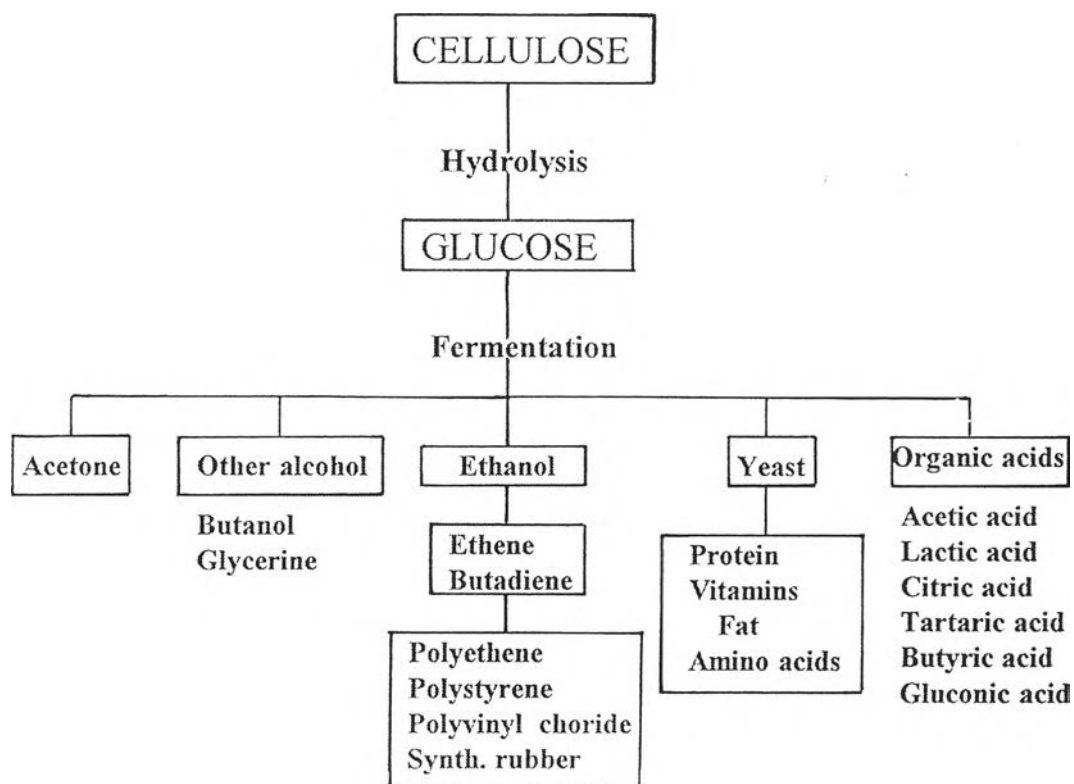 CELLULOSE
Hydrolysis
GLUCOSE
Fermentation
Acetone
Other alcohol
Butanol
Glycerine
Ethanol
Ethene
Butadiene
Polyethene
Polystyrene
Polyvinyl choride
Synth. rubber
Yeast
Protein
Vitamins
Fat
Amino acids
Organic acids
Acetic acid
Lactic acid
Citric acid
Tartaric acid
Butyric acid
Gluconic acid